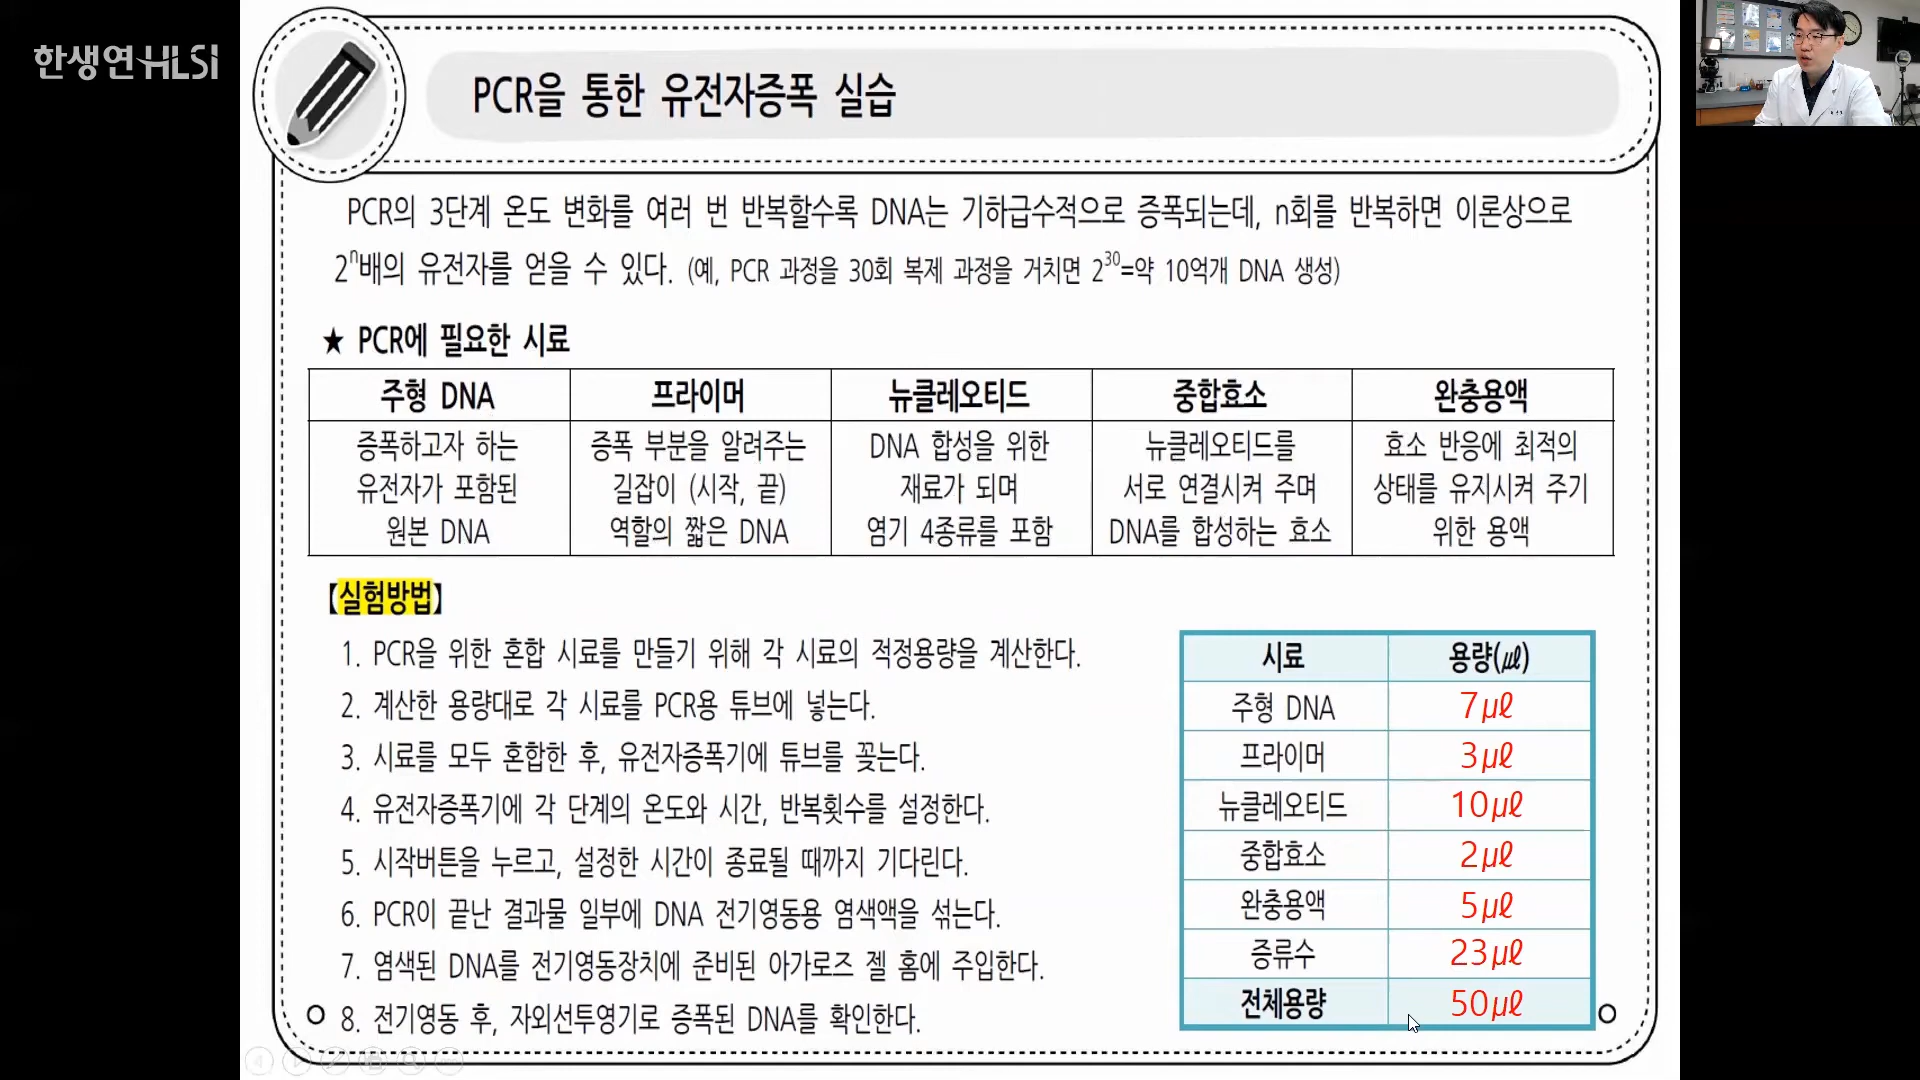 한생연 HLSI
PCR을 통한 유전자증폭 실습
PCR의 3단계 온도 변화를 여러 번 반복할수록 DNA는 기하급수적으로 증폭되는데, n회를 반복하면 이론상으로
2ⁿ배의 유전자를 얻을 수 있다. (예, PCR 과정을 30회 복제 과정을 거치면 2³⁰=약 10억개 DNA 생성)
★ PCR에 필요한 시료
주형 DNA 프라이머 뉴클레오티드 중합효소 완충용액
증폭하고자 하는 증폭 부분을 알려주는 DNA 합성을 위한 뉴클레오티드를 효소 반응에 최적의
유전자가 포함된 길잡이 (시작, 끝) 재료가 되며 서로 연결시켜 주며 상태를 유지시켜 주기
원본 DNA 역할의 짧은 DNA 염기 4종류를 포함 DNA를 합성하는 효소 위한 용액
【실험방법】
1. PCR을 위한 혼합 시료를 만들기 위해 각 시료의 적정용량을 계산한다.
2. 계산한 용량대로 각 시료를 PCR용 튜브에 넣는다.
3. 시료를 모두 혼합한 후, 유전자증폭기에 튜브를 꽂는다.
4. 유전자증폭기에 각 단계의 온도와 시간, 반복횟수를 설정한다.
5. 시작버튼을 누르고, 설정한 시간이 종료될 때까지 기다린다.
6. PCR이 끝난 결과물 일부에 DNA 전기영동용 염색액을 섞는다.
7. 염색된 DNA를 전기영동장치에 준비된 아가로즈 젤 홈에 주입한다.
8. 전기영동 후, 자외선투영기로 증폭된 DNA를 확인한다.
시료 용량(㎕)
주형 DNA 7㎕
프라이머 3㎕
뉴클레오티드 10㎕
중합효소 2㎕
완충용액 5㎕
증류수 23㎕
전체용량 50㎕